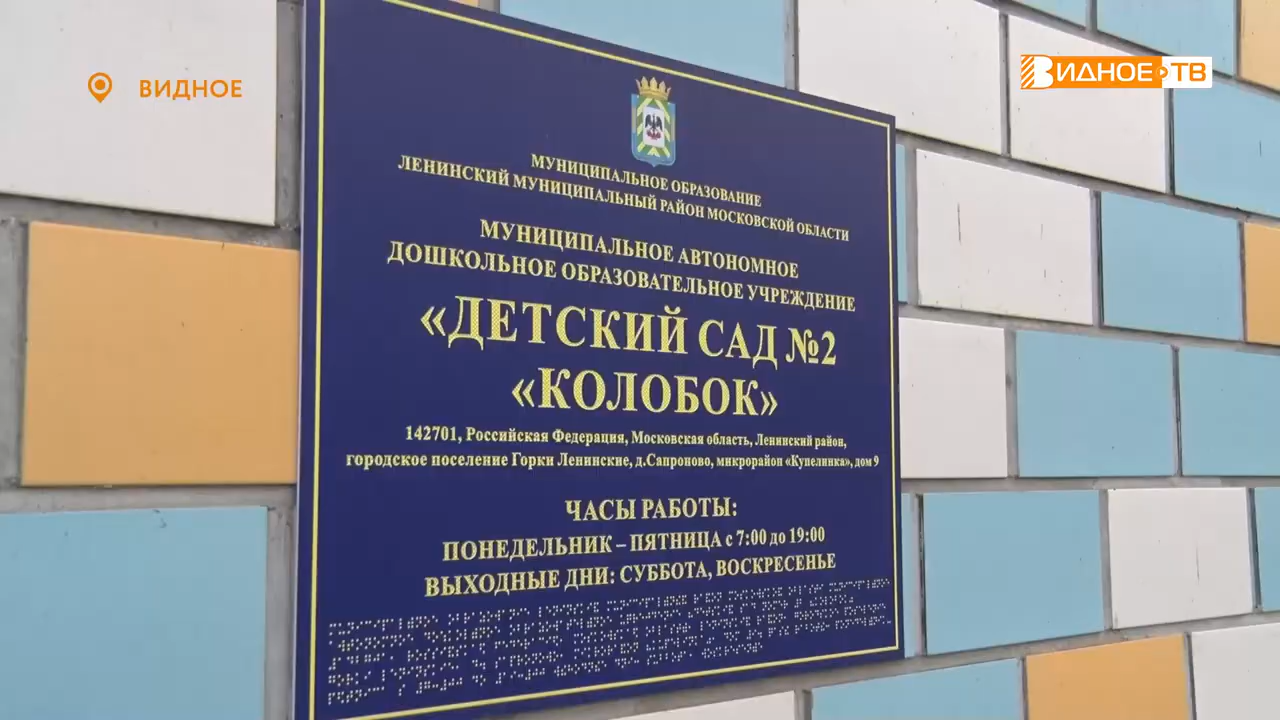 ВИДНОЕ
ВИДНОЕ ТВ
МУНИЦИПАЛЬНОЕ ОБРАЗОВАНИЕ
ЛЕНИНСКИЙ МУНИЦИПАЛЬНЫЙ РАЙОН МОСКОВСКОЙ ОБЛАСТИ
МУНИЦИПАЛЬНОЕ АВТОНОМНОЕ
ДОШКОЛЬНОЕ ОБРАЗОВАТЕЛЬНОЕ УЧРЕЖДЕНИЕ
«ДЕТСКИЙ САД №2
«КОЛОБОК»
142701, Российская Федерация, Московская область, Ленинский район,
городское поселение Горки Ленинские, д.Сапроново, микрорайон «Купелинка», дом 9
ЧАСЫ РАБОТЫ:
ПОНЕДЕЛЬНИК – ПЯТНИЦА с 7:00 до 19:00
ВЫХОДНЫЕ ДНИ: СУББОТА, ВОСКРЕСЕНЬЕ